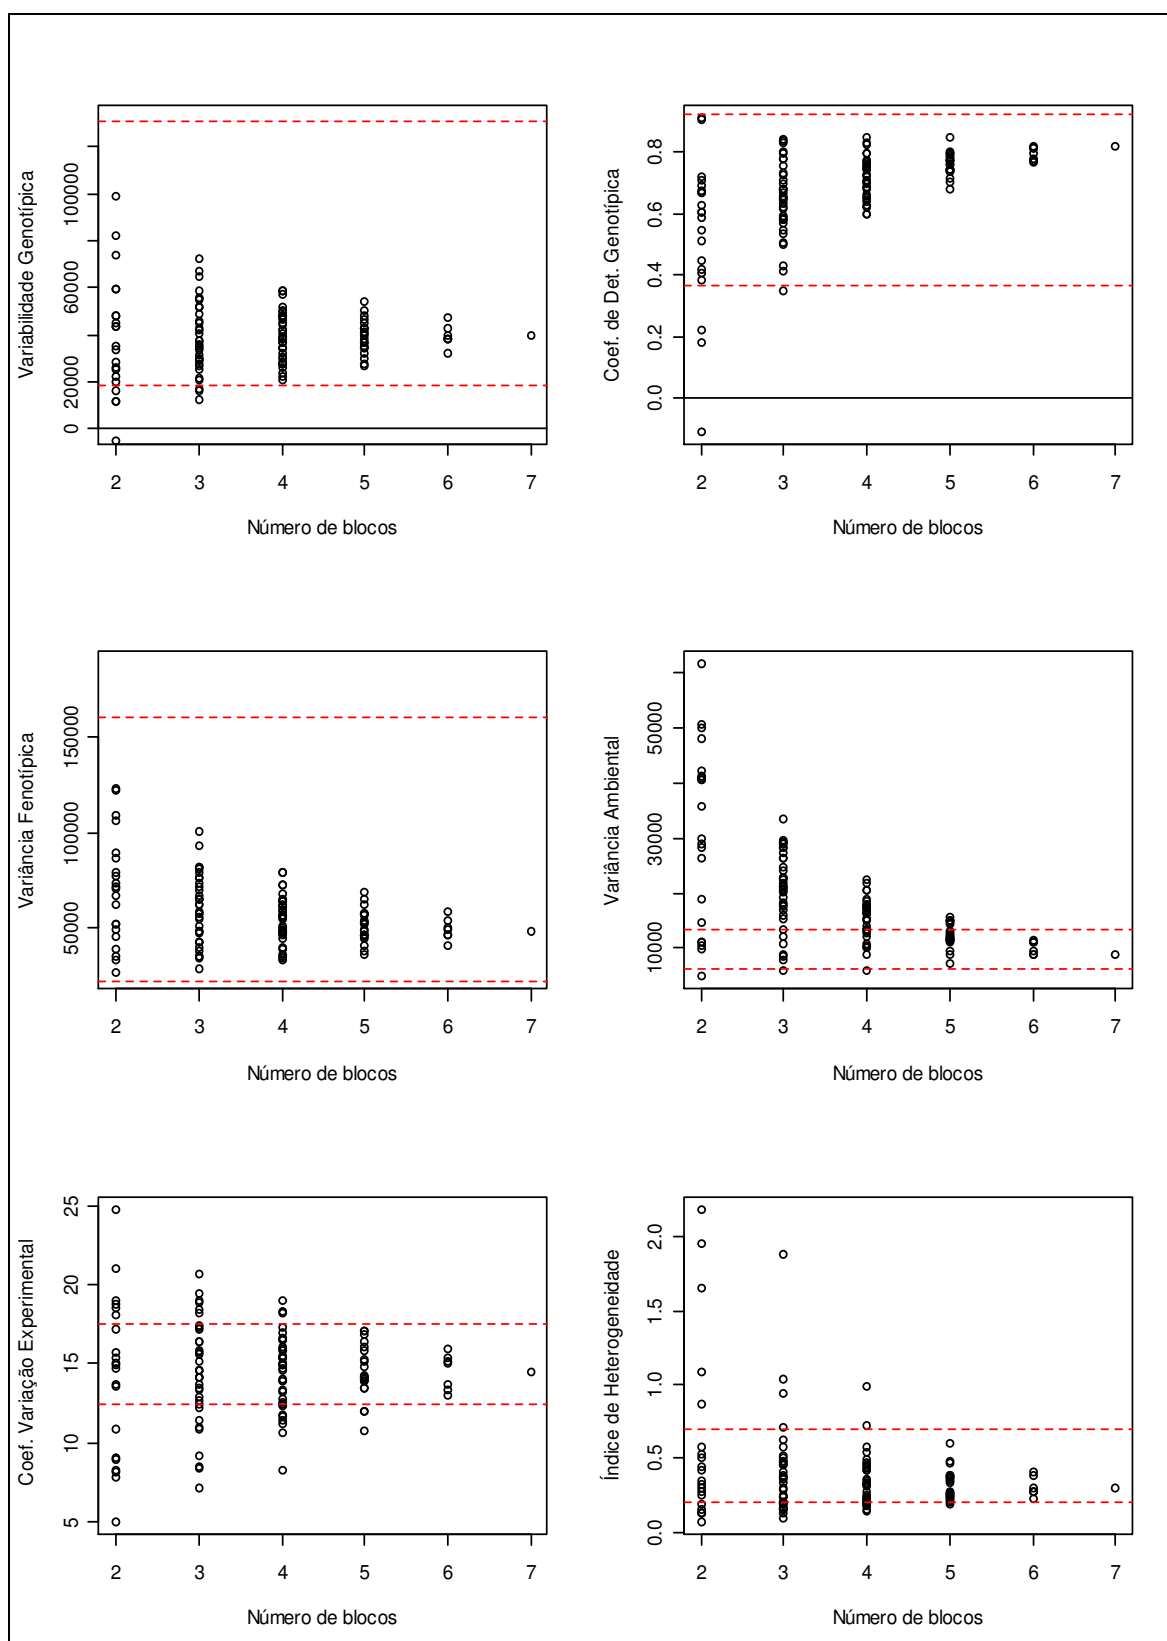 Variabilidade Genotípica
0 20000 60000 100000
2 3 4 5 6 7
Número de blocos
Coef. de Det. Genotípica
0.0 0.2 0.4 0.6 0.8
2 3 4 5 6 7
Número de blocos
Variância Fenotípica
50000 100000 150000
2 3 4 5 6 7
Número de blocos
Variância Ambiental
10000 30000 50000
2 3 4 5 6 7
Número de blocos
Coef. Variação Experimental
5 10 15 20 25
2 3 4 5 6 7
Número de blocos
Índice de Heterogeneidade
0.0 0.5 1.0 1.5 2.0
2 3 4 5 6 7
Número de blocos